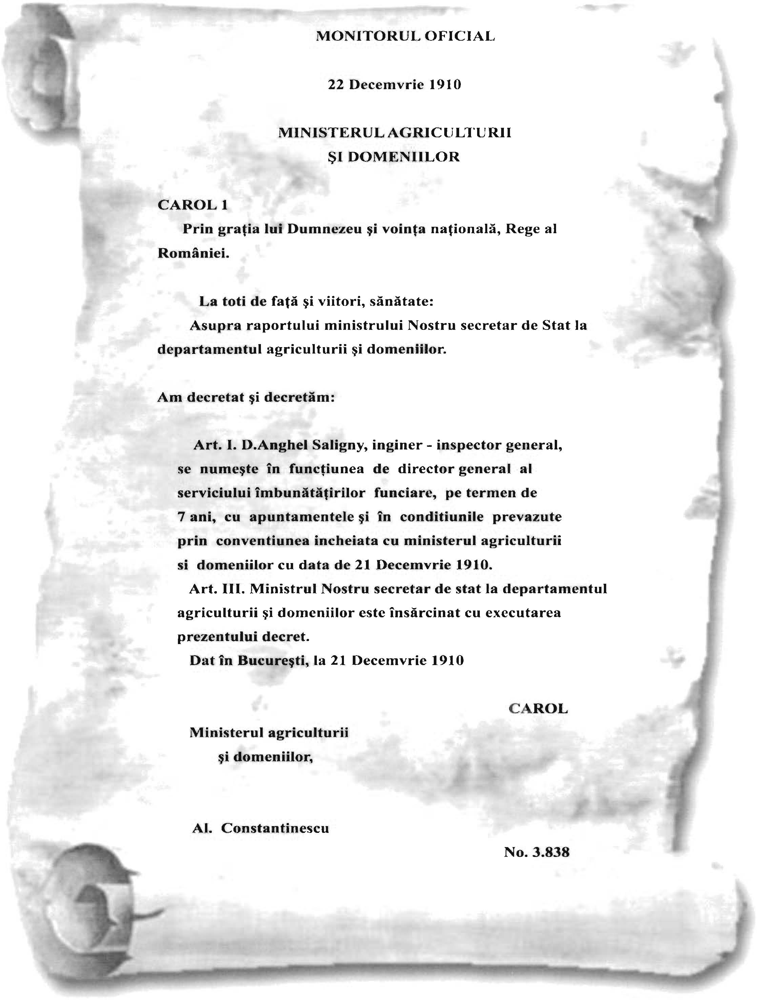 MONITORUL OFICIAL
22 Decemvrie 1910
MINISTERUL AGRICULTURII
ŞI DOMENIILOR
CAROL 1
Prin graţia lui Dumnezeu şi voinţa naţională, Rege al
României.
La toti de faţă şi viitori, sănătate:
Asupra raportului ministrului Nostru secretar de Stat la
departamentul agriculturii şi domeniilor.
Am decretat şi decretăm:
Art. I. D.Anghel Saligny, inginer - inspector general,
se numeşte în funcţiunea de director general al
serviciului îmbunătăţirilor funciare, pe termen de
7 ani, cu apuntamentele şi în conditiunile prevazute
prin conventiunea incheiata cu ministerul agriculturii
si domeniilor cu data de 21 Decemvrie 1910.
Art. III. Ministrul Nostru secretar de stat la departamentul
agriculturii şi domeniilor este însărcinat cu executarea
prezentului decret.
Dat în Bucureşti, la 21 Decemvrie 1910
CAROL
Ministerul agriculturii
şi domeniilor,
Al. Constantinescu
No. 3.838